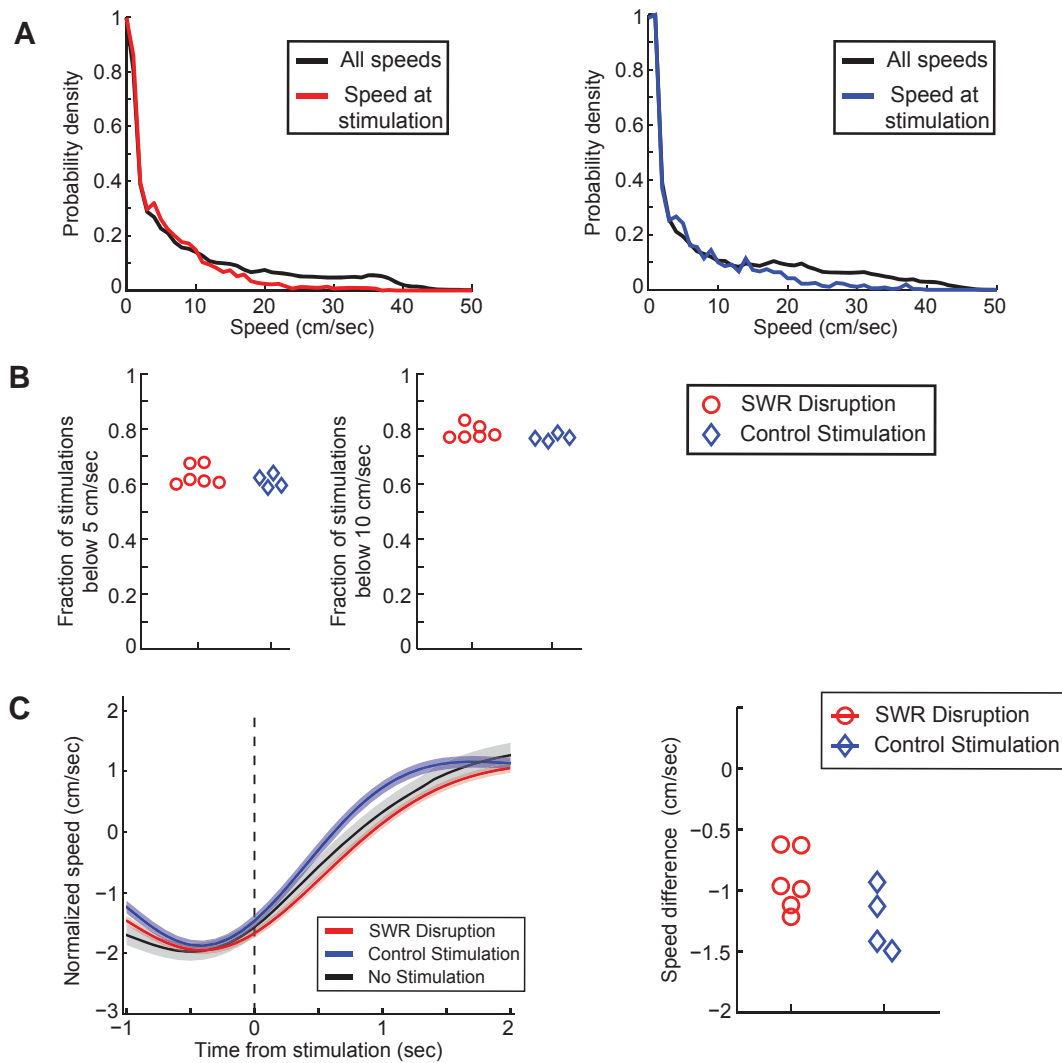 A
Probability density
1
0.8
0.6
0.4
0.2
0
0
10
20
30
40
50
Speed (cm/sec)
All speeds
Speed at
stimulation
Probability density
1
0.8
0.6
0.4
0.2
0
0
10
20
30
40
50
Speed (cm/sec)
All speeds
Speed at
stimulation
B
Fraction of stimulations
below 5 cm/sec
1
0.8
0.6
0.4
0.2
0
Fraction of stimulations
below 10 cm/sec
1
0.8
0.6
0.4
0.2
0
SWR Disruption
Control Stimulation
C
Normalized speed (cm/sec)
2
1
0
−1
−2
−3
−1
0
1
2
Time from stimulation (sec)
SWR Disruption
Control Stimulation
No Stimulation
Speed difference (cm/sec)
0
−0.5
−1
−1.5
−2
SWR Disruption
Control Stimulation